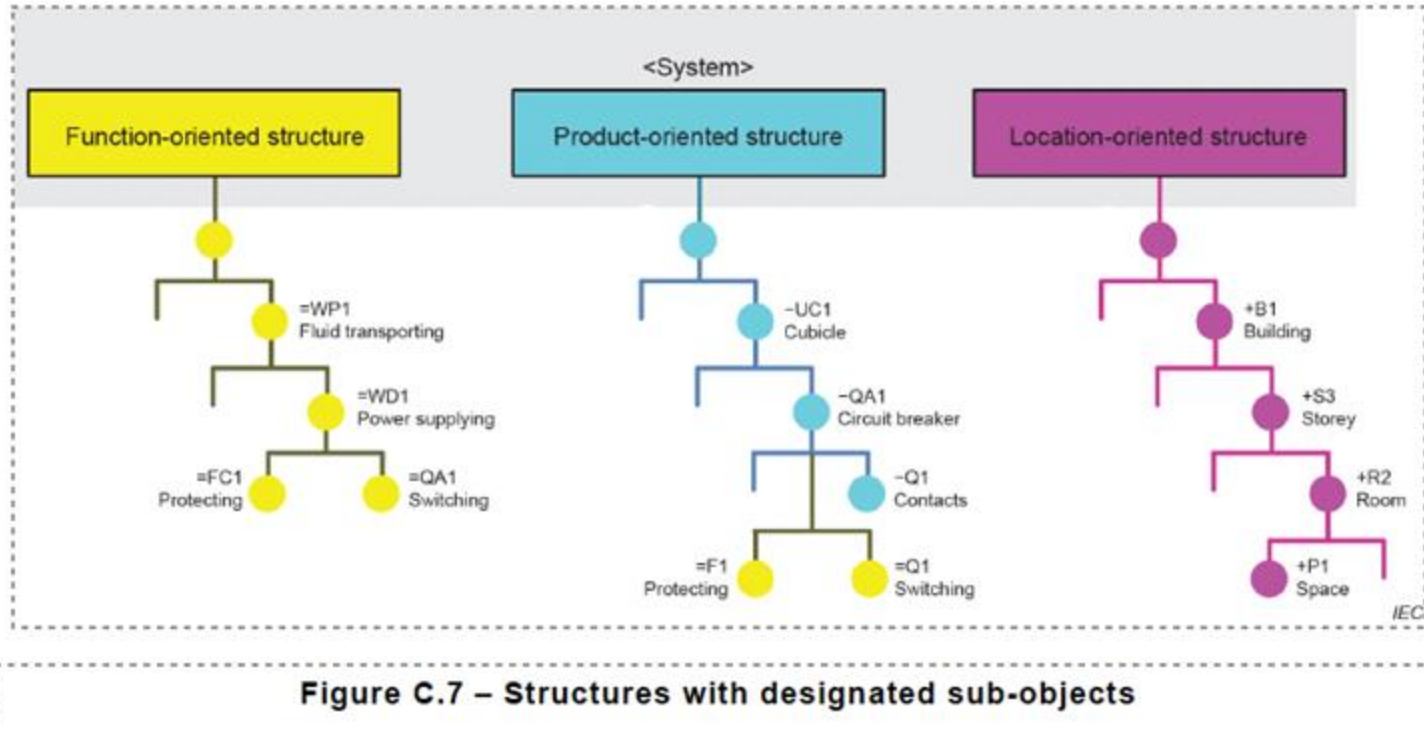 <System>
Function-oriented structure
Product-oriented structure
Location-oriented structure
=WP1
Fluid transporting
=WD1
Power supplying
=FC1
Protecting
=QA1
Switching
−UC1
Cubicle
−QA1
Circuit breaker
−Q1
Contacts
=F1
Protecting
=Q1
Switching
+B1
Building
+S3
Storey
+R2
Room
+P1
Space
IEC
Figure C.7 – Structures with designated sub-objects